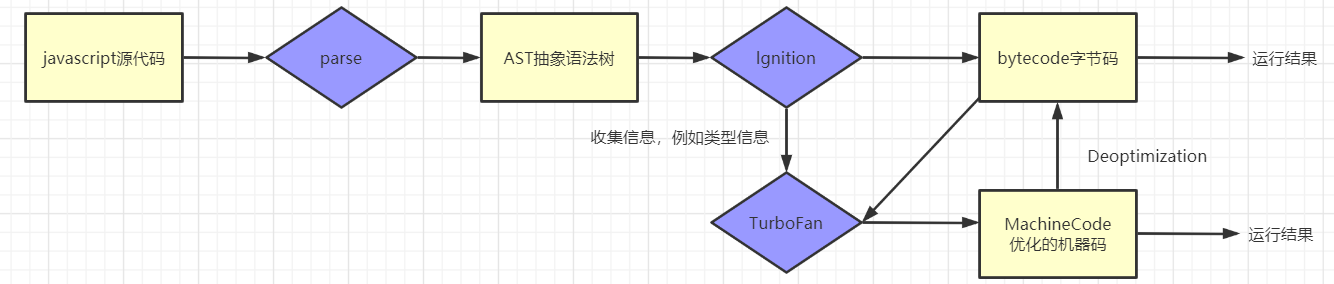 javascript源代码
parse
AST抽象语法树
Ignition
bytecode字节码
运行结果
收集信息，例如类型信息
Deoptimization
TurboFan
MachineCode
优化的机器码
运行结果